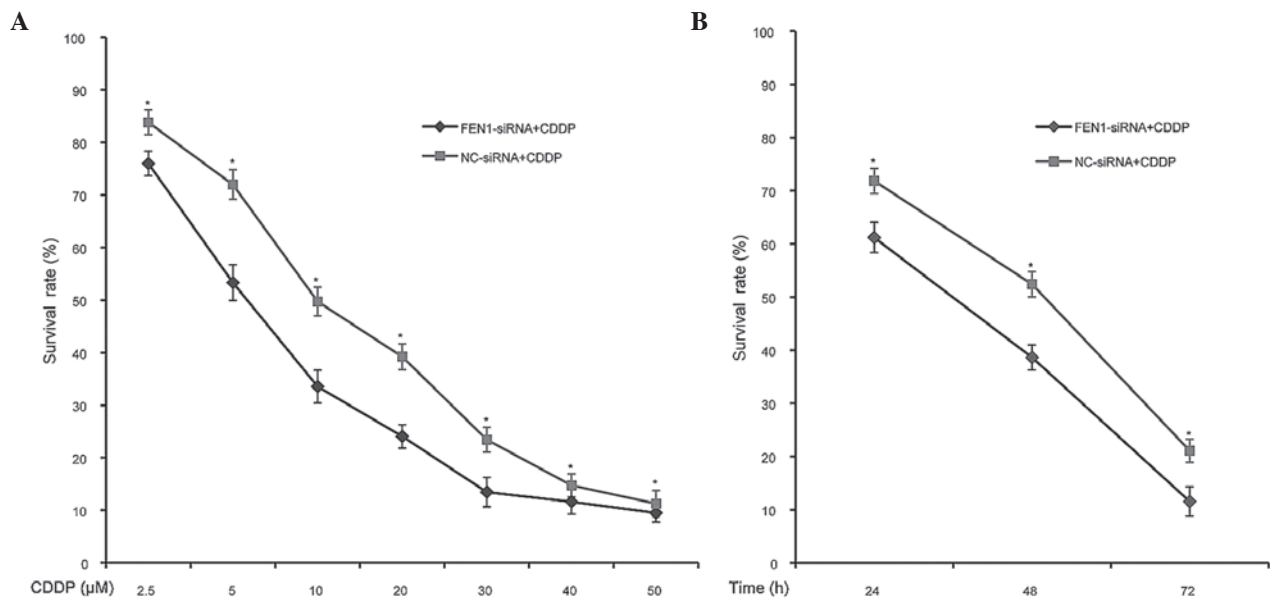 A
100
90
80
70
60
50
40
30
20
10
0
Survival rate (%)
* * * * * * *
FEN1-siRNA+CDDP
NC-siRNA+CDDP
CDDP (μM) 2.5 5 10 20 30 40 50
B
100
90
80
70
60
50
40
30
20
10
0
Survival rate (%)
* * *
FEN1-siRNA+CDDP
NC-siRNA+CDDP
Time (h) 24 48 72